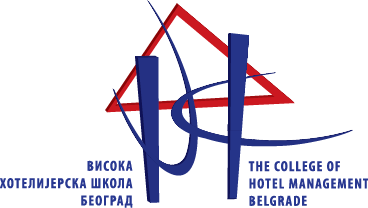 ВИСОКА
ХОТЕЛИЈЕРСКА ШКОЛА
БЕОГРАД
THE COLLEGE OF
HOTEL MANAGEMENT
BELGRADE